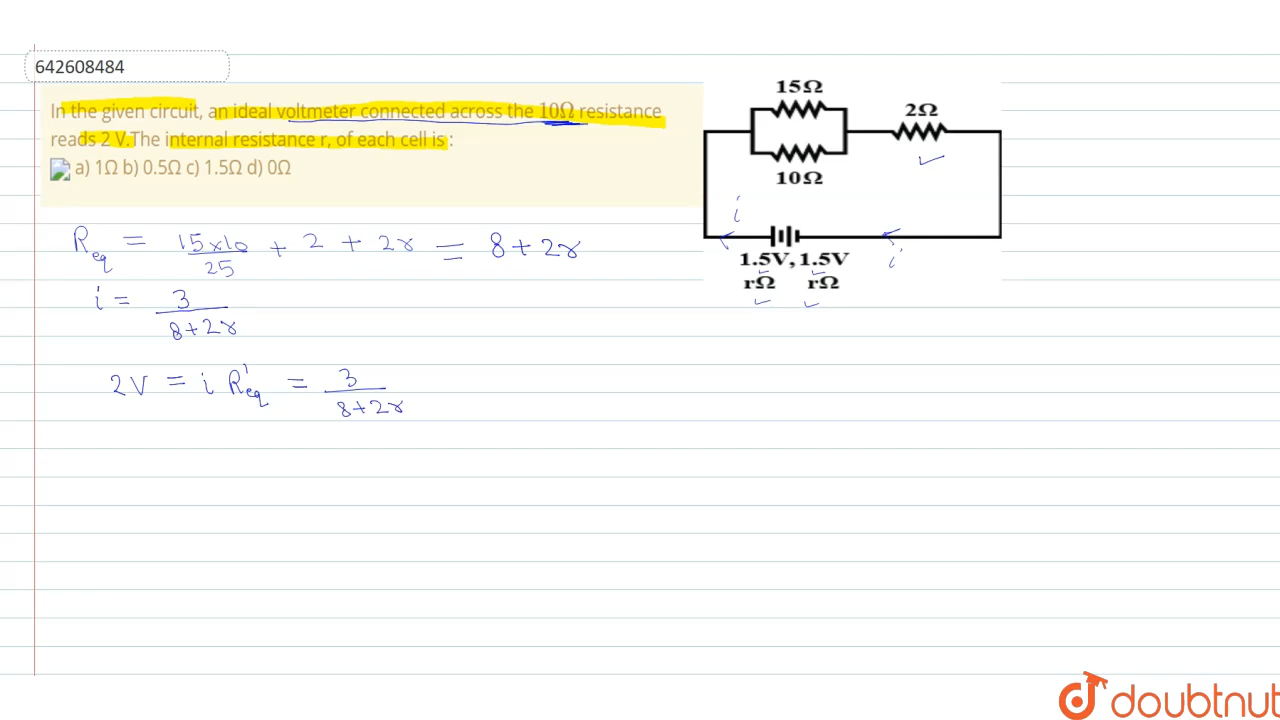 642608484
In the given circuit, an ideal voltmeter connected across the 10Ω resistance
reads 2 V.The internal resistance r, of each cell is :
a) 1Ω b) 0.5Ω c) 1.5Ω d) 0Ω
15Ω
2Ω
10Ω
i
1.5V, 1.5V
i
rΩ rΩ
Req = 15×10/25 + 2 + 2r = 8+2r
i = 3/8+2r
2V = i R'eq = 3/8+2r
doubtnut